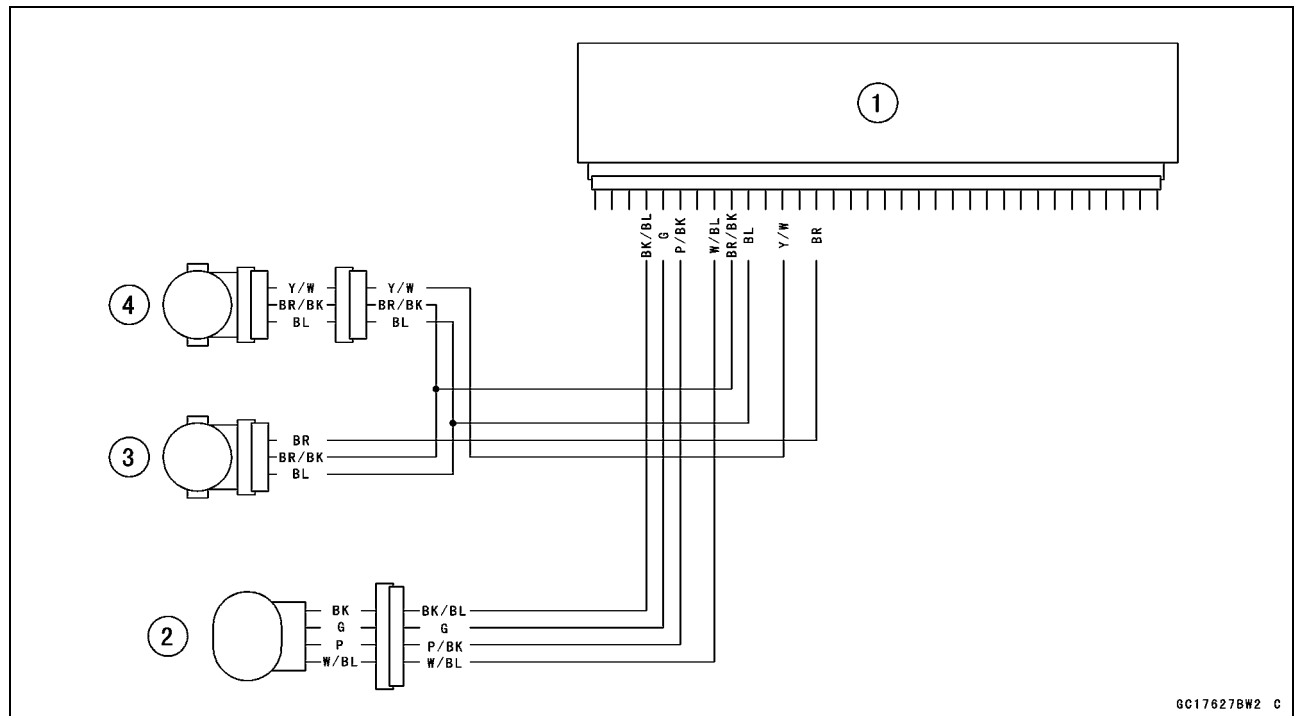 1
BK/BL
G
P/BK
W/BL
BR/BK
BL
Y/W
BR
4
Y/W Y/W
BR/BK BR/BK
BL BL
3
BR
BR/BK
BL
2
BK BK/BL
G G
P P/BK
W/BL W/BL
GC17627BW2 C